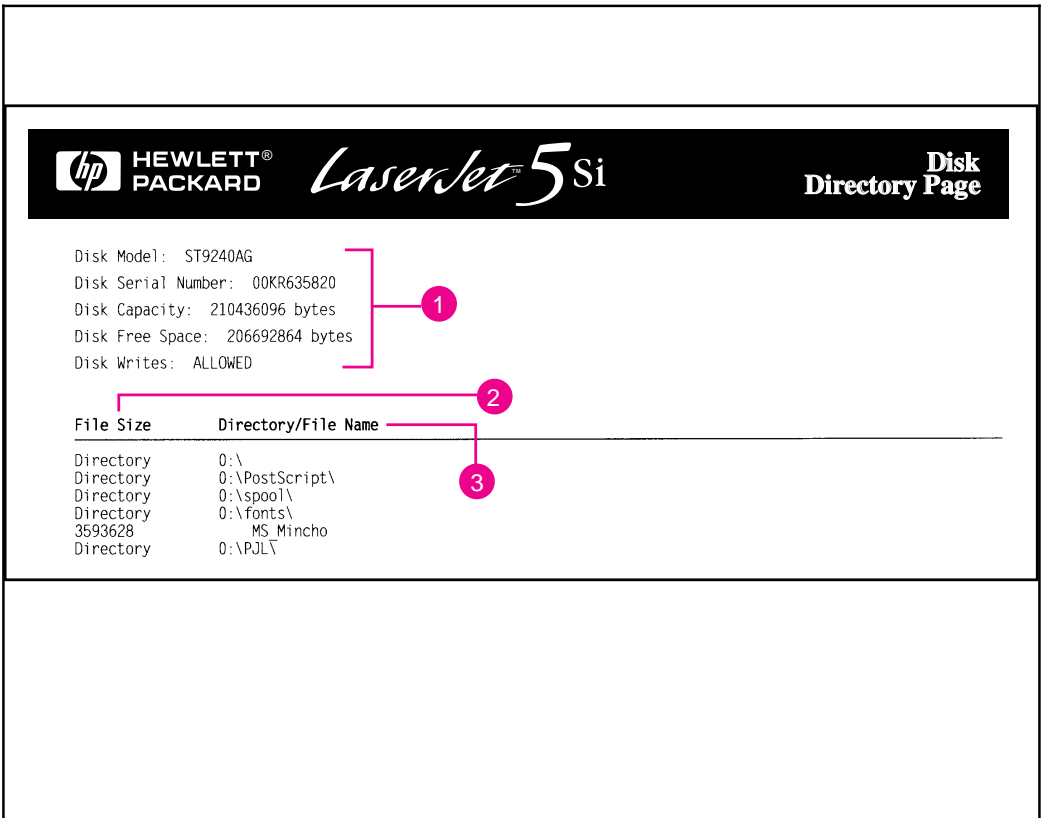 hp HEWLETT® PACKARD LaserJet™ 5Si Disk Directory Page
Disk Model: ST9240AG
Disk Serial Number: 00KR635820
Disk Capacity: 210436096 bytes
Disk Free Space: 206692864 bytes
Disk Writes: ALLOWED
1
2
File Size Directory/File Name
3
Directory 0:\
Directory 0:\PostScript\
Directory 0:\spool\
Directory 0:\fonts\
3593628 MS_Mincho
Directory 0:\PJL\